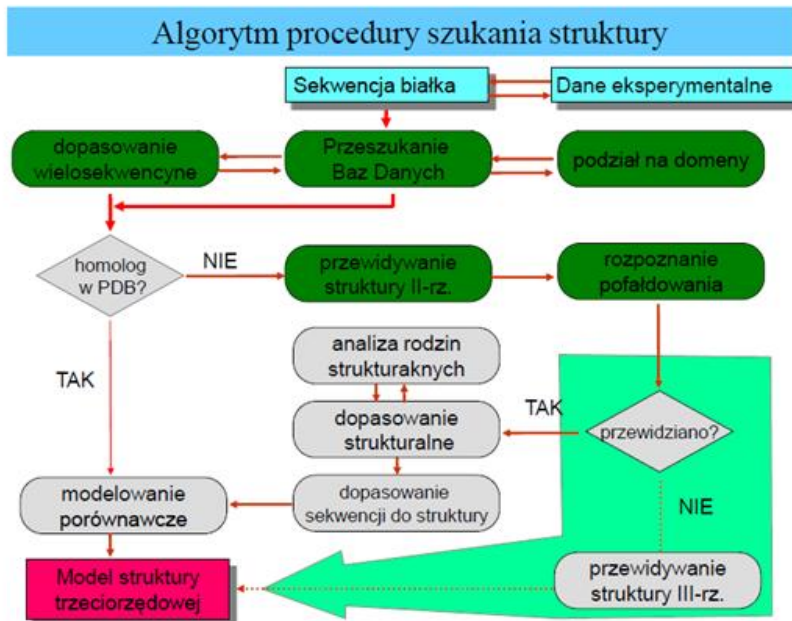 Algorytm procedury szukania struktury
Sekwencja białka
Dane eksperymentalne
dopasowanie
wielosekwencyne
Przeszukanie
Baz Danych
podział na domeny
homolog
w PDB?
NIE
przewidywanie
struktury II-rz.
rozpoznanie
pofałdowania
analiza rodzin
strukturaknych
TAK
dopasowanie
strukturalne
TAK
przewidziano?
dopasowanie
sekwencji do struktury
modelowanie
porównawcze
NIE
Model struktury
trzeciorzędowej
przewidywanie
struktury III-rz.